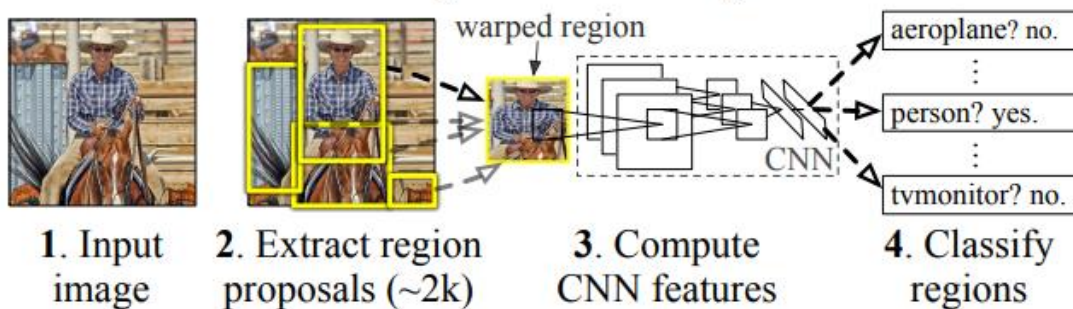 warped region
aeroplane? no.
⋮
person? yes.
⋮
tvmonitor? no.
CNN
1. Input
image
2. Extract region
proposals (~2k)
3. Compute
CNN features
4. Classify
regions